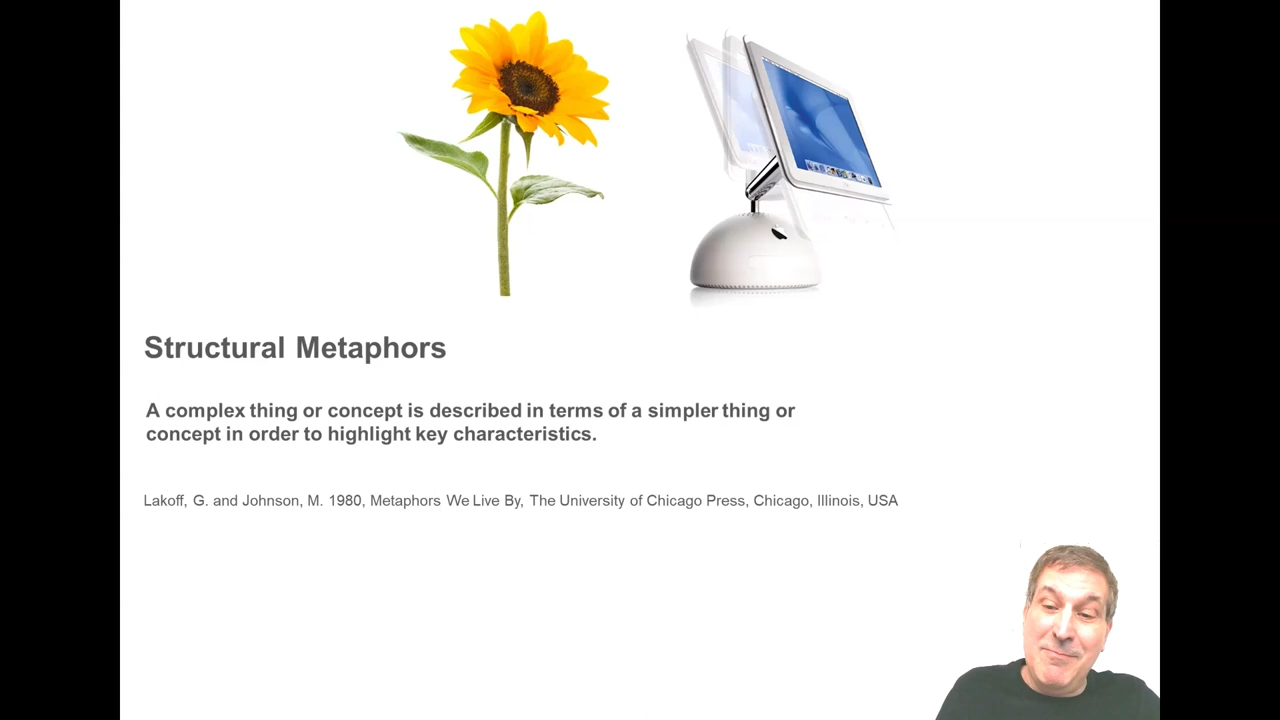 Structural Metaphors
A complex thing or concept is described in terms of a simpler thing or
concept in order to highlight key characteristics.
Lakoff, G. and Johnson, M. 1980, Metaphors We Live By, The University of Chicago Press, Chicago, Illinois, USA